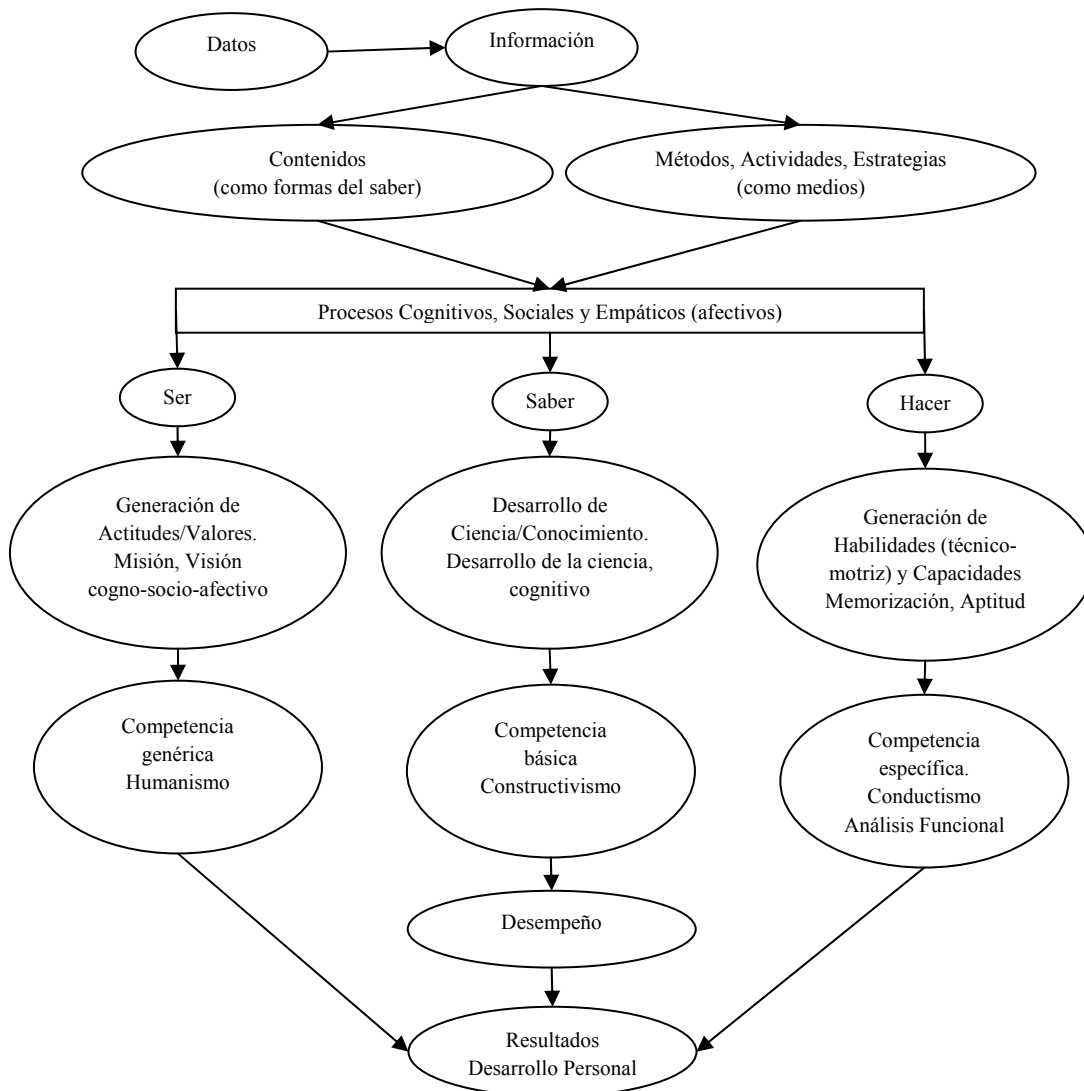 Datos
Información
Contenidos
(como formas del saber)
Métodos, Actividades, Estrategias
(como medios)
Procesos Cognitivos, Sociales y Empáticos (afectivos)
Ser
Saber
Hacer
Generación de
Actitudes/Valores.
Misión, Visión
cogno-socio-afectivo
Desarrollo de
Ciencia/Conocimiento.
Desarrollo de la ciencia,
cognitivo
Generación de
Habilidades (técnico-
motriz) y Capacidades
Memorización, Aptitud
Competencia
genérica
Humanismo
Competencia
básica
Constructivismo
Competencia
específica.
Conductismo
Análisis Funcional
Desempeño
Resultados
Desarrollo Personal